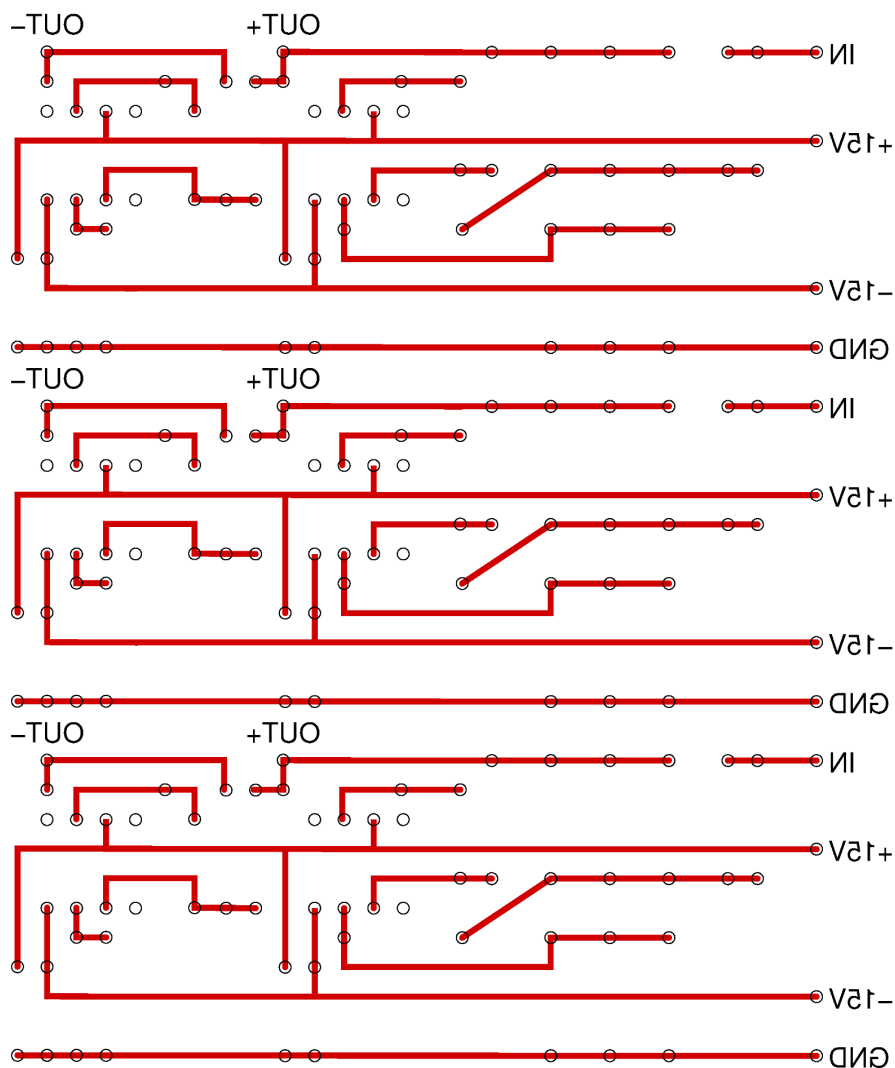 OUT–
OUT+
IN
+15V
–15V
GND
OUT–
OUT+
IN
+15V
–15V
GND
OUT–
OUT+
IN
+15V
–15V
GND